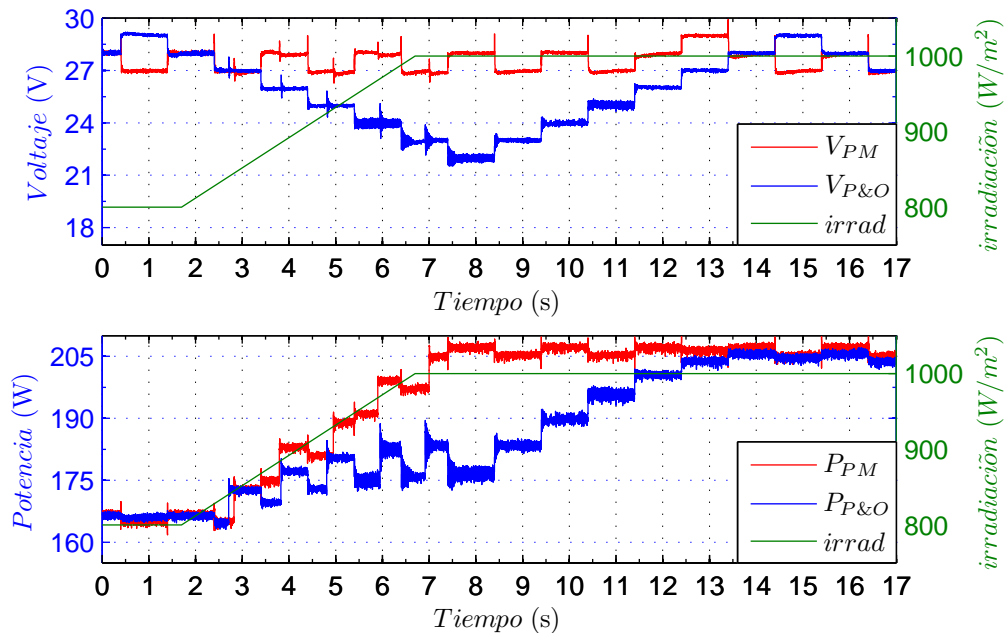 30
27
24
21
18
Voltaje (V)
1000
900
800
irradiación (W/m²)
V_PM
V_P&O
irrad
0 1 2 3 4 5 6 7 8 9 10 11 12 13 14 15 16 17
Tiempo (s)
205
190
175
160
Potencia (W)
1000
900
800
irradiación (W/m²)
P_PM
P_P&O
irrad
0 1 2 3 4 5 6 7 8 9 10 11 12 13 14 15 16 17
Tiempo (s)